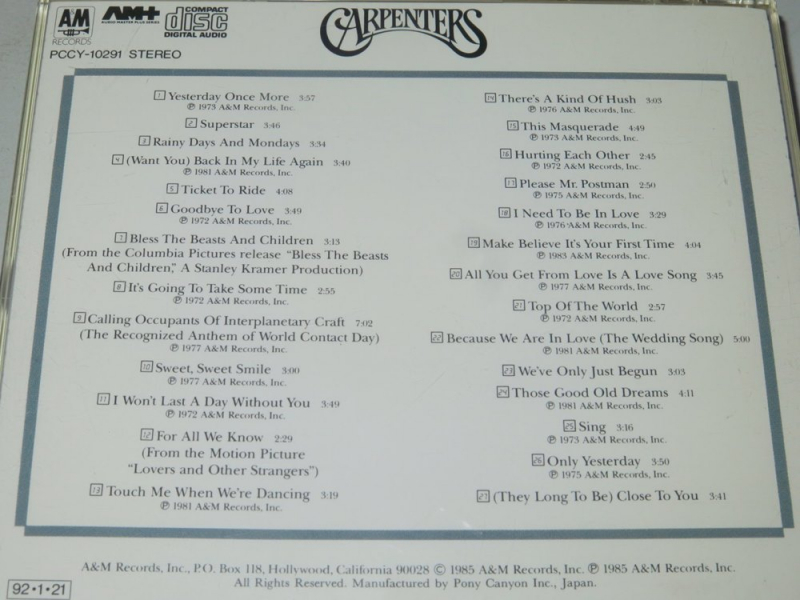 A&M
RECORDS
AM+
COMPACT
disc
DIGITAL AUDIO
PCCY-10291 STEREO
CARPENTERS
1 Yesterday Once More 3:57
℗ 1973 A&M Records, Inc.
2 Superstar 3:46
3 Rainy Days And Mondays 3:34
4 (Want You) Back In My Life Again 3:40
℗ 1981 A&M Records, Inc.
5 Ticket To Ride 4:08
6 Goodbye To Love 3:49
℗ 1972 A&M Records, Inc.
7 Bless The Beasts And Children 3:13
(From the Columbia Pictures release "Bless The Beasts
And Children," A Stanley Kramer Production)
8 It's Going To Take Some Time 2:55
℗ 1972 A&M Records, Inc.
9 Calling Occupants Of Interplanetary Craft 7:02
(The Recognized Anthem of World Contact Day)
℗ 1977 A&M Records, Inc.
10 Sweet, Sweet Smile 3:00
℗ 1977 A&M Records, Inc.
11 I Won't Last A Day Without You 3:49
℗ 1972 A&M Records, Inc.
12 For All We Know 2:29
(From the Motion Picture
"Lovers and Other Strangers")
13 Touch Me When We're Dancing 3:19
℗ 1981 A&M Records, Inc.
14 There's A Kind Of Hush 3:03
℗ 1976 A&M Records, Inc.
15 This Masquerade 4:49
℗ 1973 A&M Records, Inc.
16 Hurting Each Other 2:45
℗ 1972 A&M Records, Inc.
17 Please Mr. Postman 2:50
℗ 1975 A&M Records, Inc.
18 I Need To Be In Love 3:29
℗ 1976 A&M Records, Inc.
19 Make Believe It's Your First Time 4:04
℗ 1983 A&M Records, Inc.
20 All You Get From Love Is A Love Song 3:45
℗ 1977 A&M Records, Inc.
21 Top Of The World 2:57
℗ 1972 A&M Records, Inc.
22 Because We Are In Love (The Wedding Song) 5:00
℗ 1981 A&M Records, Inc.
23 We've Only Just Begun 3:03
24 Those Good Old Dreams 4:11
℗ 1981 A&M Records, Inc.
25 Sing 3:16
℗ 1973 A&M Records, Inc.
26 Only Yesterday 3:50
℗ 1975 A&M Records, Inc.
27 (They Long To Be) Close To You 3:41
A&M Records, Inc., P.O. Box 118, Hollywood, California 90028 © 1985 A&M Records, Inc. ℗ 1985 A&M Records, Inc.
All Rights Reserved. Manufactured by Pony Canyon Inc., Japan.
92·1·21